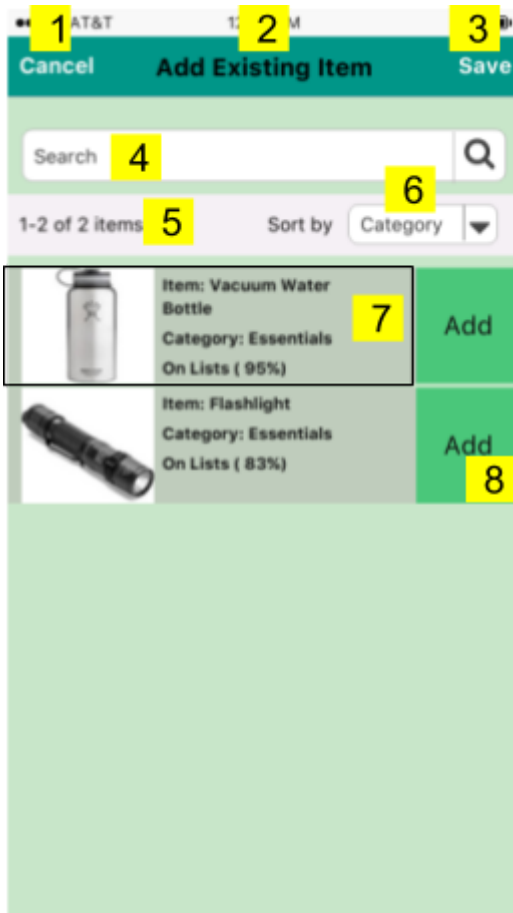 1 AT&T 2 M 3
Cancel Add Existing Item Save
Search 4
6
1-2 of 2 items 5 Sort by Category
Item: Vacuum Water
Bottle
7
Add
Category: Essentials
On Lists ( 95%)
Item: Flashlight
Category: Essentials
Add
On Lists ( 83%)
8